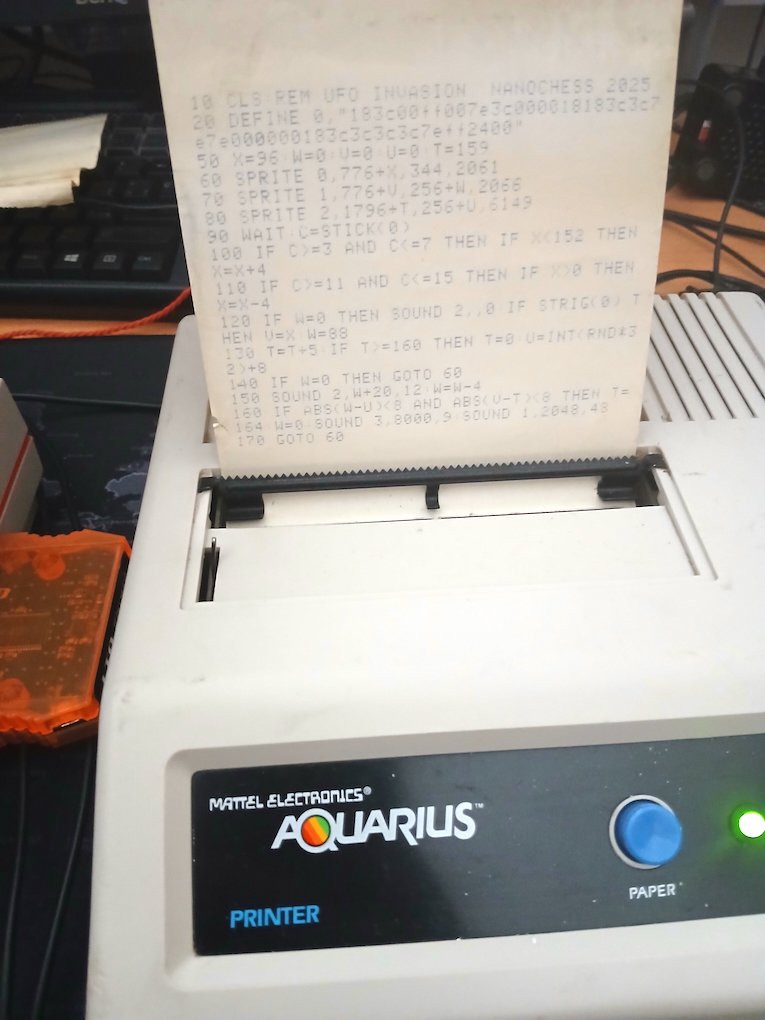 10 CLS:REM UFO INVASION  NANOCHESS 2025
20 DEFINE 0,"183c00ff007e3c000018183c3c7
e7e000000183c3c3c3c7eff2400"
50 X=96:W=0:V=0:U=0:T=159
60 SPRITE 0,776+X,344,2061
70 SPRITE 1,776+V,256+W,2066
80 SPRITE 2,1796+T,256+U,6149
90 WAIT:C=STICK(0)
100 IF C>=3 AND C<=7 THEN IF X<152 THEN
X=X+4
110 IF C>=11 AND C<=15 THEN IF X>0 THEN
X=X-4
120 IF W=0 THEN SOUND 2,,0:IF STRIG(0) T
HEN V=X:W=88
130 T=T+5:IF T>=160 THEN T=0:U=INT(RND*3
2)+8
140 IF W=0 THEN GOTO 60
150 SOUND 2,W+20,12:W=W-4
160 IF ABS(W-U)<8 AND ABS(V-T)<8 THEN T=
164:W=0:SOUND 3,8000,9:SOUND 1,2048,48
170 GOTO 60
MATTEL ELECTRONICS®
AQUARIUS™
PRINTER
PAPER
Ctrl